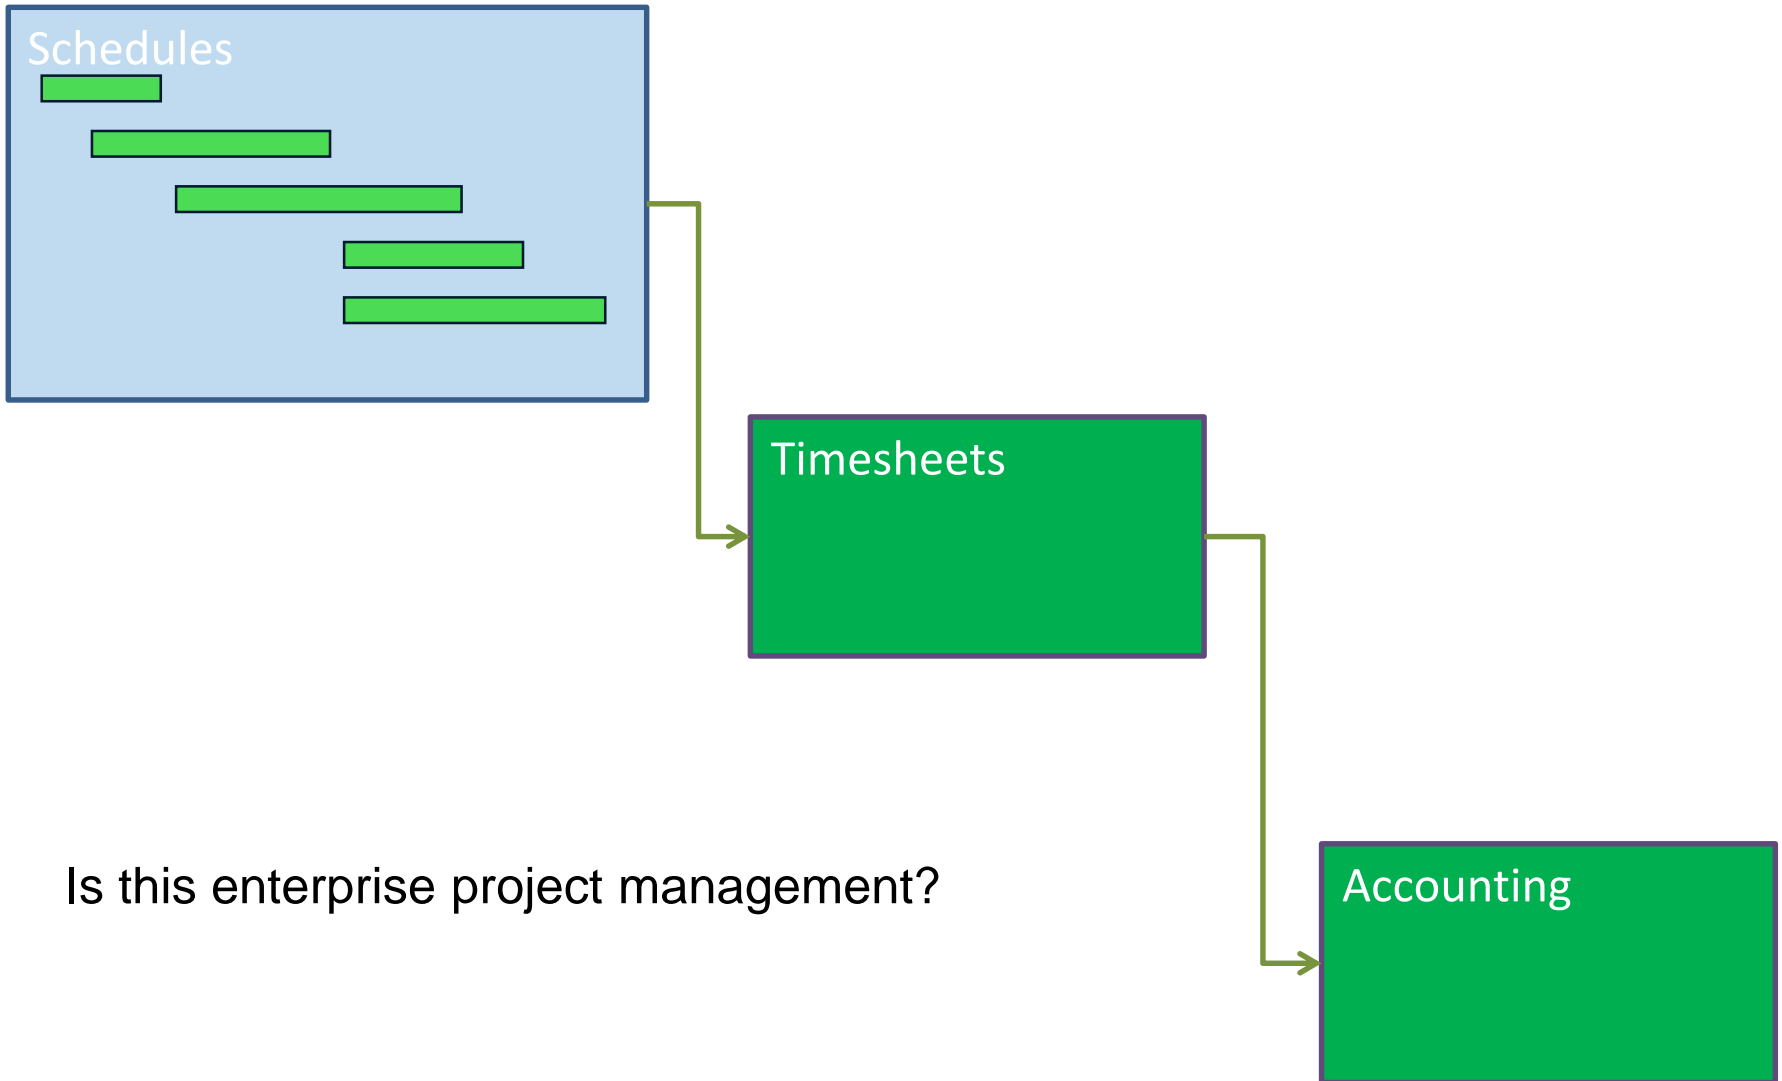 Schedules
Timesheets
Is this enterprise project management?
Accounting